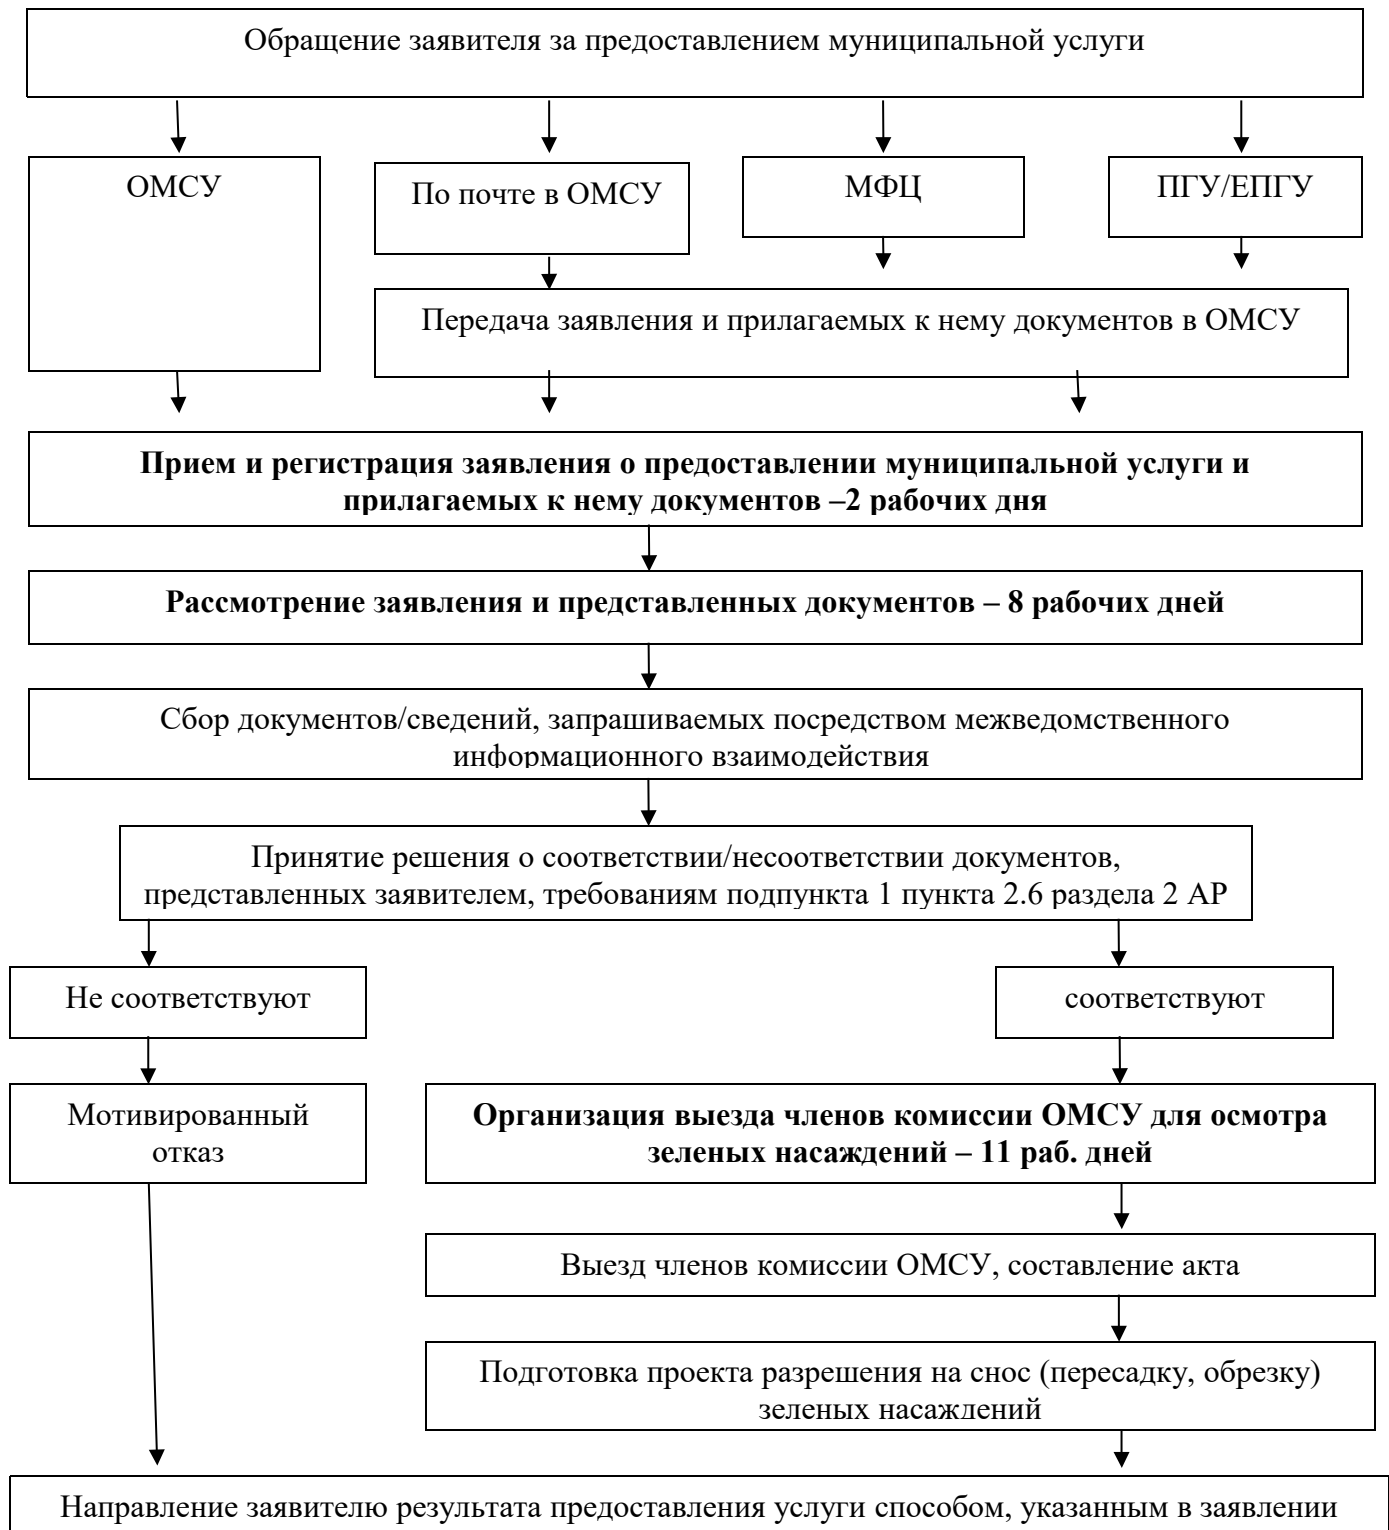 Обращение заявителя за предоставлением муниципальной услуги
ОМСУ
По почте в ОМСУ
МФЦ
ПГУ/ЕПГУ
Передача заявления и прилагаемых к нему документов в ОМСУ
Прием и регистрация заявления о предоставлении муниципальной услуги и
прилагаемых к нему документов –2 рабочих дня
Рассмотрение заявления и представленных документов – 8 рабочих дней
Сбор документов/сведений, запрашиваемых посредством межведомственного
информационного взаимодействия
Принятие решения о соответствии/несоответствии документов,
представленных заявителем, требованиям подпункта 1 пункта 2.6 раздела 2 АР
Не соответствуют
соответствуют
Мотивированный
отказ
Организация выезда членов комиссии ОМСУ для осмотра
зеленых насаждений – 11 раб. дней
Выезд членов комиссии ОМСУ, составление акта
Подготовка проекта разрешения на снос (пересадку, обрезку)
зеленых насаждений
Направление заявителю результата предоставления услуги способом, указанным в заявлении